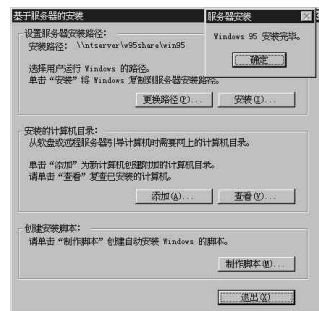 基于服务器的安装
服务器安装
Windows 95 安装完毕。
确定
设置服务器安装路径:
安装路径: \\ntserver\w95share\win95
选择用户运行 Windows 的路径。
单击“安装”将 Windows 复制到服务器安装路径。
更换路径(P)...
安装(I)...
安装的计算机目录:
从软盘或远程服务器引导计算机时需要网上的计算机目录。
单击“添加”为新计算机创建附加的计算机目录。
请单击“查看”复查已安装的计算机。
添加(A)...
查看(V)...
创建安装脚本:
请单击“制作脚本”创建自动安装 Windows 的脚本。
制作脚本(M)...
退出(X)